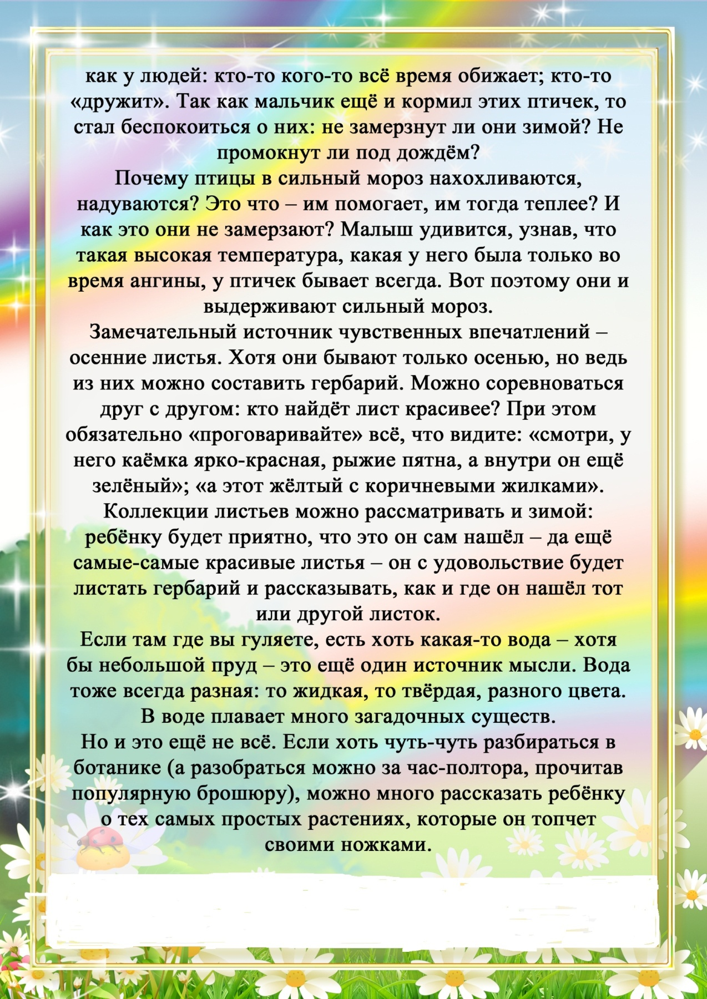 как у людей: кто-то кого-то всё время обижает; кто-то
«дружит». Так как мальчик ещё и кормил этих птичек, то
стал беспокоиться о них: не замерзнут ли они зимой? Не
промокнут ли под дождём?
Почему птицы в сильный мороз нахохливаются,
надуваются? Это что – им помогает, им тогда теплее? И
как это они не замерзают? Малыш удивится, узнав, что
такая высокая температура, какая у него была только во
время ангины, у птичек бывает всегда. Вот поэтому они и
выдерживают сильный мороз.
Замечательный источник чувственных впечатлений –
осенние листья. Хотя они бывают только осенью, но ведь
из них можно составить гербарий. Можно соревноваться
друг с другом: кто найдёт лист красивее? При этом
обязательно «проговаривайте» всё, что видите: «смотри, у
него каёмка ярко-красная, рыжие пятна, а внутри он ещё
зелёный»; «а этот жёлтый с коричневыми жилками».
Коллекции листьев можно рассматривать и зимой:
ребёнку будет приятно, что это он сам нашёл – да ещё
самые-самые красивые листья – он с удовольствие будет
листать гербарий и рассказывать, как и где он нашёл тот
или другой листок.
Если там где вы гуляете, есть хоть какая-то вода – хотя
бы небольшой пруд – это ещё один источник мысли. Вода
тоже всегда разная: то жидкая, то твёрдая, разного цвета.
В воде плавает много загадочных существ.
Но и это ещё не всё. Если хоть чуть-чуть разбираться в
ботанике (а разобраться можно за час-полтора, прочитав
популярную брошюру), можно много рассказать ребёнку
о тех самых простых растениях, которые он топчет
своими ножками.